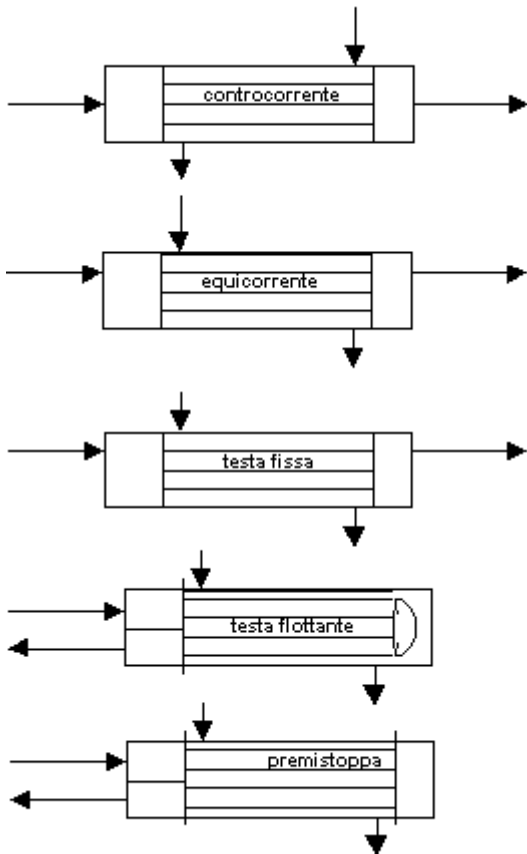 controcorrente
equicorrente
testa fissa
testa flottante
premistoppa